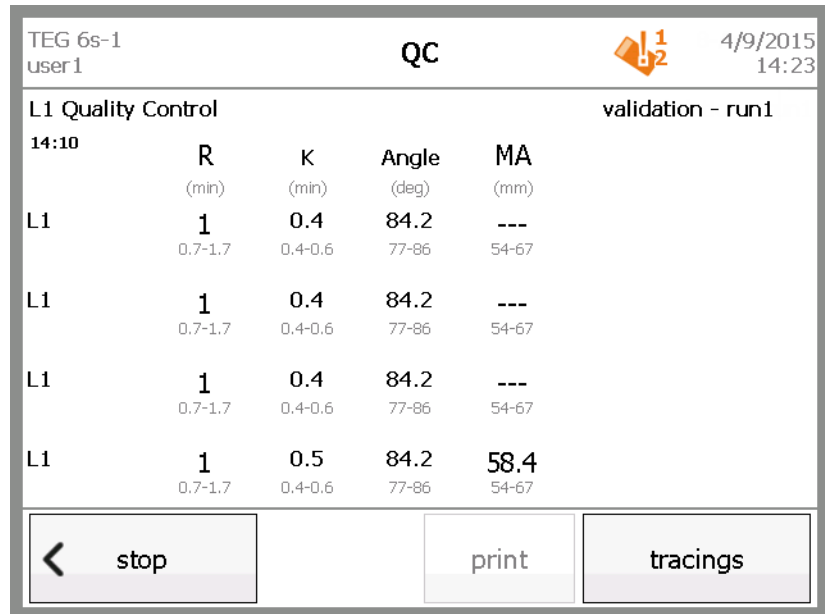 TEG 6s-1
user1
QC
1
2
4/9/2015
14:23
L1 Quality Control
validation - run1
14:10
R K Angle MA
(min) (min) (deg) (mm)
L1 1 0.4 84.2 ---
0.7-1.7 0.4-0.6 77-86 54-67
L1 1 0.4 84.2 ---
0.7-1.7 0.4-0.6 77-86 54-67
L1 1 0.4 84.2 ---
0.7-1.7 0.4-0.6 77-86 54-67
L1 1 0.5 84.2 58.4
0.7-1.7 0.4-0.6 77-86 54-67
stop print tracings